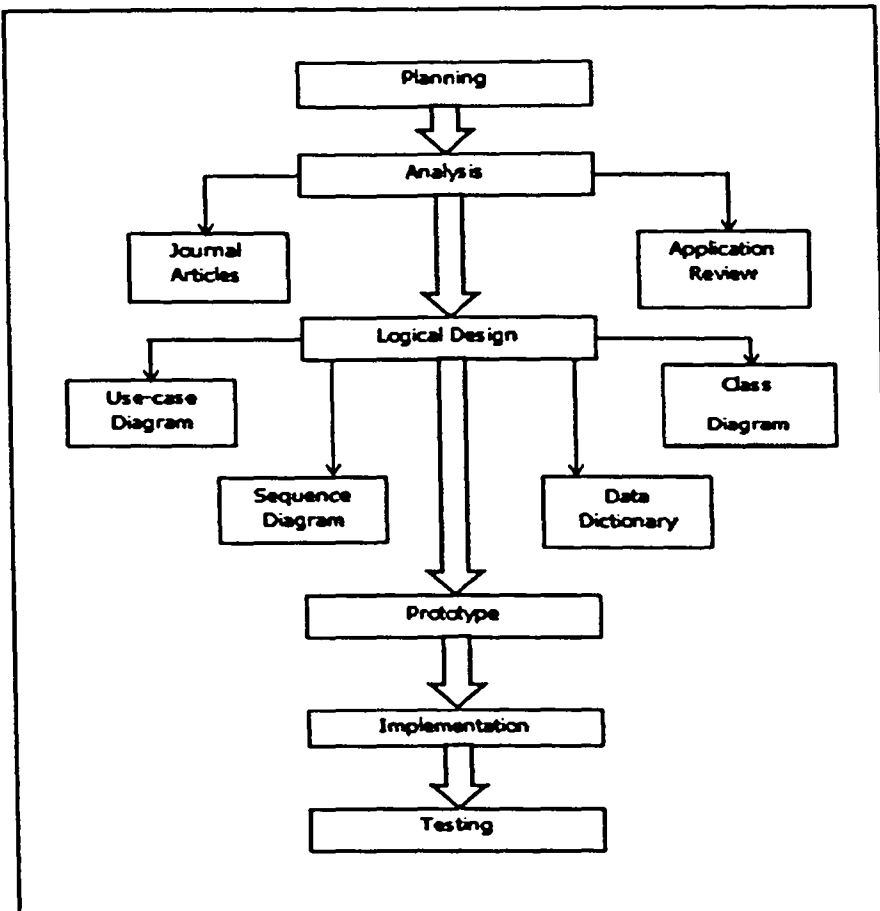 Planning
Analysis
Journal
Articles
Application
Review
Logical Design
Use-case
Diagram
Class
Diagram
Sequence
Diagram
Data
Dictionary
Prototype
Implementation
Testing